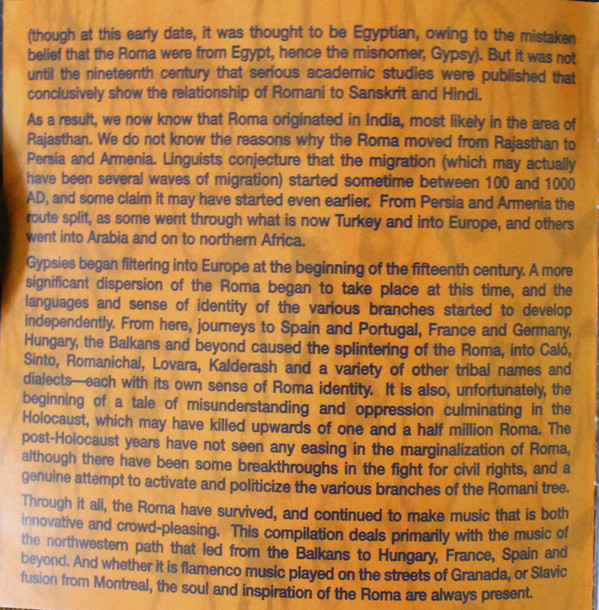 (though at this early date, it was thought to be Egyptian, owing to the mistaken
belief that the Roma were from Egypt, hence the misnomer, Gypsy). But it was not
until the nineteenth century that serious academic studies were published that
conclusively show the relationship of Romani to Sanskrit and Hindi.
As a result, we now know that Roma originated in India, most likely in the area of
Rajasthan. We do not know the reasons why the Roma moved from Rajasthan to
Persia and Armenia. Linguists conjecture that the migration (which may actually
have been several waves of migration) started sometime between 100 and 1000
AD, and some claim it may have started even earlier. From Persia and Armenia the
route split, as some went through what is now Turkey and into Europe, and others
went into Arabia and on to northern Africa.
Gypsies began filtering into Europe at the beginning of the fifteenth century. A more
significant dispersion of the Roma began to take place at this time, and the
languages and sense of identity of the various branches started to develop
independently. From here, journeys to Spain and Portugal, France and Germany,
Hungary, the Balkans and beyond caused the splintering of the Roma, into Caló,
Sinto, Romanichal, Lovara, Kalderash and a variety of other tribal names and
dialects—each with its own sense of Roma identity. It is also, unfortunately, the
beginning of a tale of misunderstanding and oppression culminating in the
Holocaust, which may have killed upwards of one and a half million Roma. The
post-Holocaust years have not seen any easing in the marginalization of Roma,
although there have been some breakthroughs in the fight for civil rights, and a
genuine attempt to activate and politicize the various branches of the Romani tree.
Through it all, the Roma have survived, and continued to make music that is both
innovative and crowd-pleasing. This compilation deals primarily with the music of
the northwestern path that led from the Balkans to Hungary, France, Spain and
beyond. And whether it is flamenco music played on the streets of Granada, or Slavic
fusion from Montreal, the soul and inspiration of the Roma are always present.